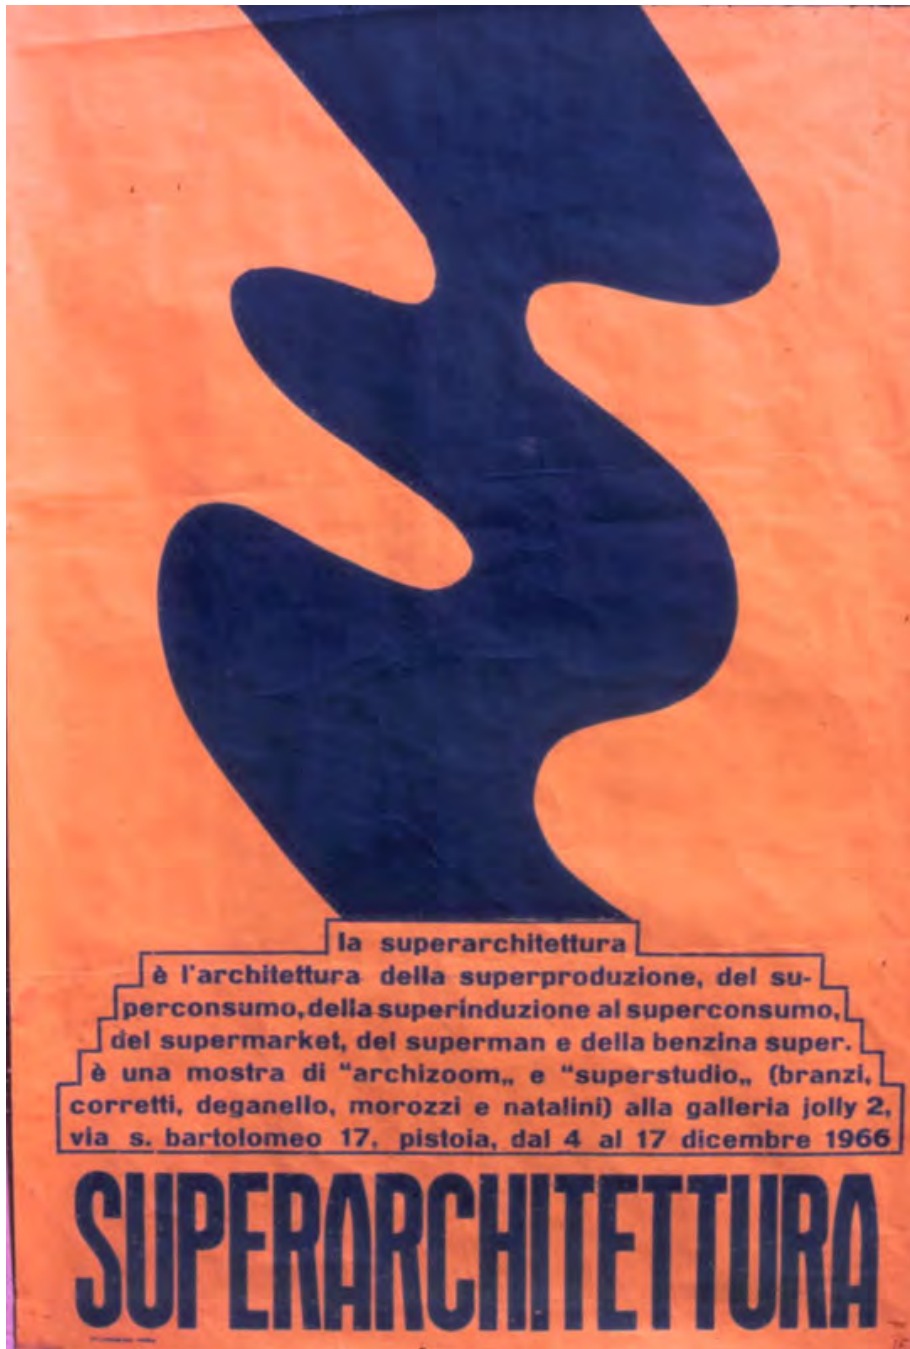 la superarchitettura
è l'architettura della superproduzione, del su-
perconsumo, della superinduzione al superconsumo,
del supermarket, del superman e della benzina super.
è una mostra di "archizoom„ e "superstudio„ (branzi,
corretti, deganello, morozzi e natalini) alla galleria jolly 2,
via s. bartolomeo 17, pistoia, dal 4 al 17 dicembre 1966
SUPERARCHITETTURA